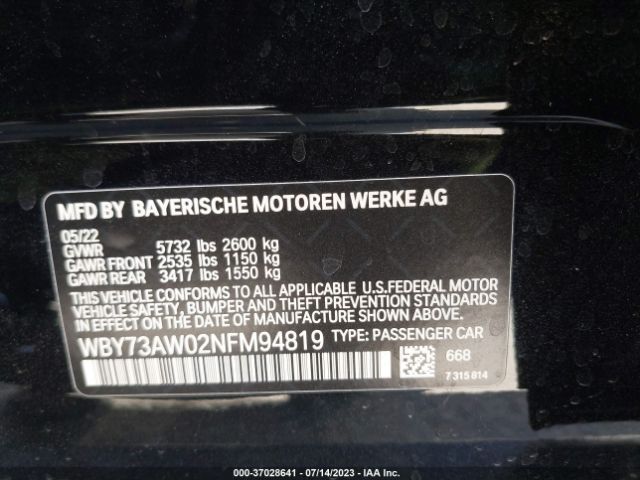 MFD BY BAYERISCHE MOTOREN WERKE AG
05/22
GVWR 5732 lbs 2600 kg
GAWR FRONT 2535 lbs 1150 kg
GAWR REAR 3417 lbs 1550 kg
THIS VEHICLE CONFORMS TO ALL APPLICABLE U.S.FEDERAL MOTOR
VEHICLE SAFETY, BUMPER AND THEFT PREVENTION STANDARDS
IN EFFECT ON THE DATE OF MANUFACTURE SHOWN ABOVE.
WBY73AW02NFM94819 TYPE: PASSENGER CAR
668
7 315 814
000-37028641 - 07/14/2023 - IAA Inc.